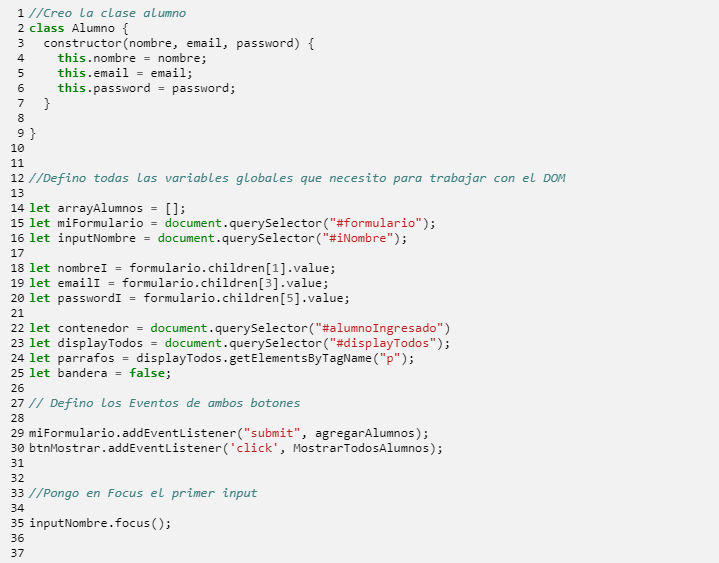 1 //Creo la clase alumno
2 class Alumno {
3   constructor(nombre, email, password) {
4     this.nombre = nombre;
5     this.email = email;
6     this.password = password;
7   }
8
9 }
10
11
12 //Defino todas las variables globales que necesito para trabajar con el DOM
13
14 let arrayAlumnos = [];
15 let miFormulario = document.querySelector("#formulario");
16 let inputNombre = document.querySelector("#iNombre");
17
18 let nombreI = formulario.children[1].value;
19 let emailI = formulario.children[3].value;
20 let passwordI = formulario.children[5].value;
21
22 let contenedor = document.querySelector("#alumnoIngresado")
23 let displayTodos = document.querySelector("#displayTodos");
24 let parrafos = displayTodos.getElementsByTagName("p");
25 let bandera = false;
26
27 // Defino los Eventos de ambos botones
28
29 miFormulario.addEventListener("submit", agregarAlumnos);
30 btnMostrar.addEventListener('click', MostrarTodosAlumnos);
31
32
33 //Pongo en Focus el primer input
34
35 inputNombre.focus();
36
37